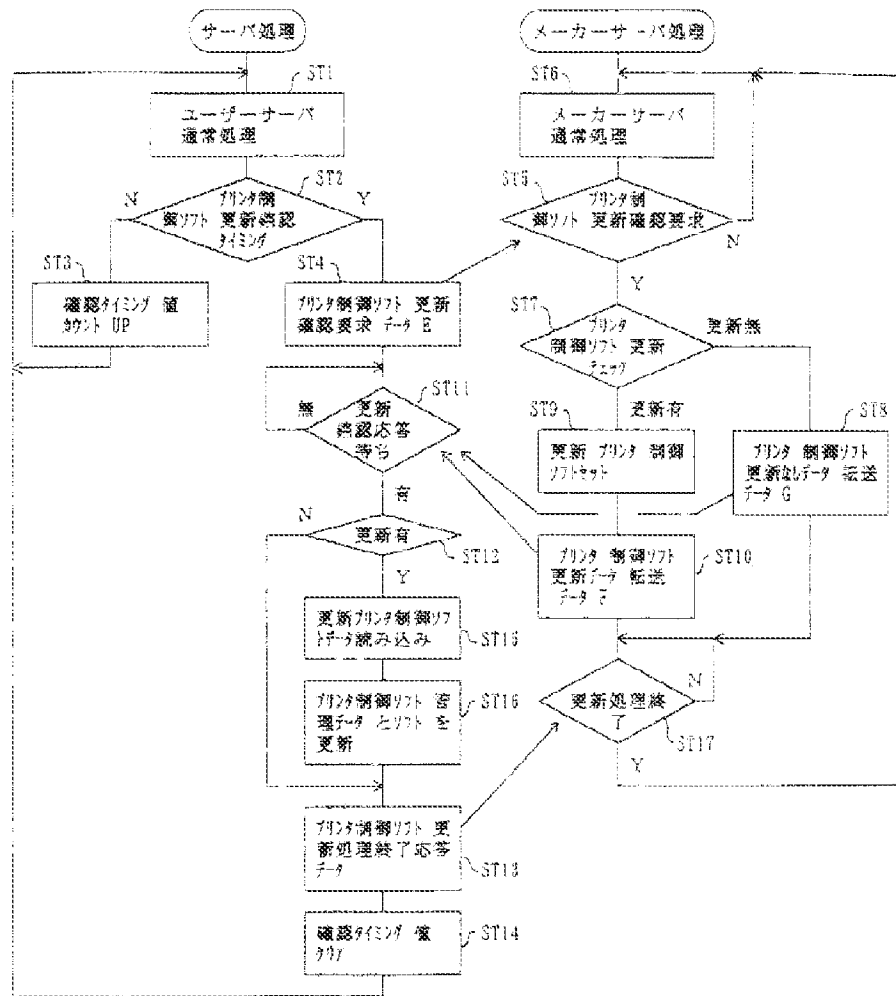 サーバ処理
ST1
ユーザーサーバ
通常処理
プリンタ制
御ソフト 更新確認
タイミング
ST2
N
Y
ST3
確認タイミング 値
カウント UP
ST4
プリンタ制御ソフト 更新
確認要求 データ E
ST11
更新
確認応答
待ち
無
有
更新有
ST12
N
Y
更新プリンタ制御ソフ
トデータ読み込み
ST15
プリンタ制御ソフト 管
理データ とソフト を
更新
ST16
プリンタ制御ソフト 更
新処理終了応答
データ
ST13
確認タイミング 値
クリア
ST14
メーカーサーバ処理
ST6
メーカーサーバ
通常処理
ST5
プリンタ制
御ソフト 更新確認要求
N
Y
ST7
プリンタ
制御ソフト 更新
チェック
更新無
更新有
ST9
更新 プリンタ 制御
ソフトセット
ST8
プリンタ 制御ソフト
更新なしデータ 転送
データ G
プリンタ 制御ソフト
更新データ 転送
データ F
ST10
更新処理終
了
N
ST17
Y